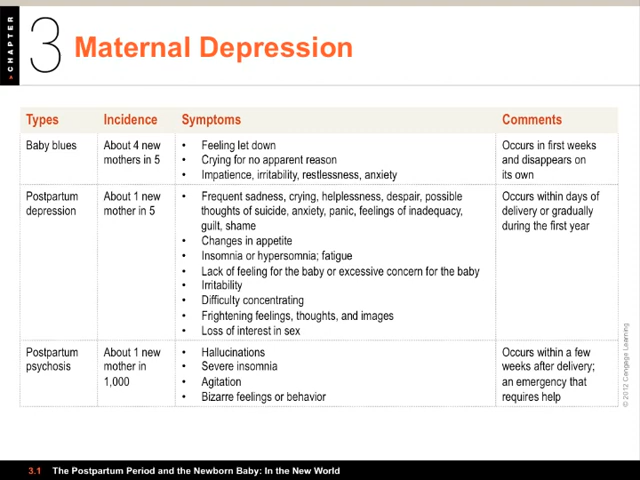 CHAPTER
3
Maternal Depression
Types Incidence Symptoms Comments
Baby blues
About 4 new
mothers in 5
• Feeling let down
• Crying for no apparent reason
• Impatience, irritability, restlessness, anxiety
Occurs in first weeks
and disappears on
its own
Postpartum
depression
About 1 new
mother in 5
• Frequent sadness, crying, helplessness, despair, possible
thoughts of suicide, anxiety, panic, feelings of inadequacy,
guilt, shame
• Changes in appetite
• Insomnia or hypersomnia; fatigue
• Lack of feeling for the baby or excessive concern for the baby
• Irritability
• Difficulty concentrating
• Frightening feelings, thoughts, and images
• Loss of interest in sex
Occurs within days of
delivery or gradually
during the first year
Postpartum
psychosis
About 1 new
mother in
1,000
• Hallucinations
• Severe insomnia
• Agitation
• Bizarre feelings or behavior
Occurs within a few
weeks after delivery;
an emergency that
requires help
© 2012 Cengage Learning
3.1 The Postpartum Period and the Newborn Baby: In the New World